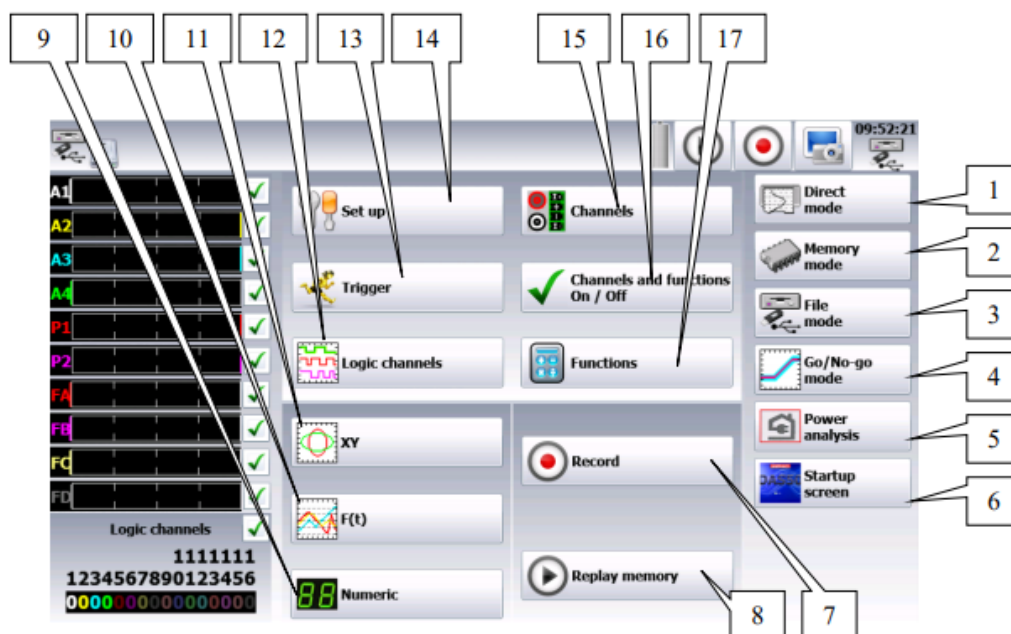 9 10 11 12 13 14 15 16 17
09:52:21
A1
A2
A3
A4
P1
P2
FA
FB
FC
FD
Logic channels
1111111
1234567890123456
0000000000000000
Set up
Channels
Trigger
Channels and functions
On / Off
Logic channels
Functions
XY
F(t)
Numeric
Record
Replay memory
Direct
mode
Memory
mode
File
mode
Go/No-go
mode
Power
analysis
Startup
screen
1
2
3
4
5
6
8 7